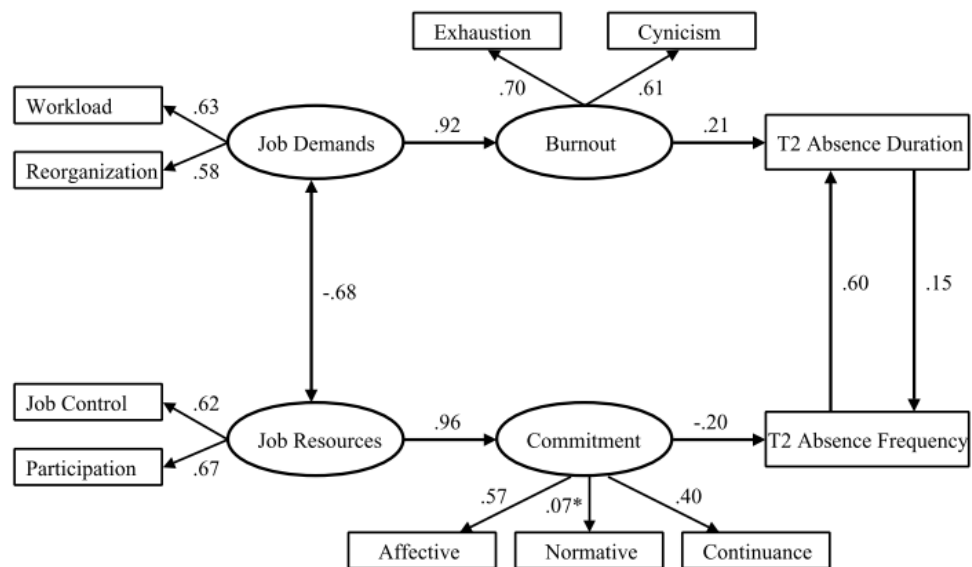 Exhaustion
Cynicism
.70
.61
Workload
.63
Reorganization
.58
Job Demands
.92
Burnout
.21
T2 Absence Duration
-.68
.60
.15
Job Control
.62
Participation
.67
Job Resources
.96
Commitment
-.20
T2 Absence Frequency
.57
.07*
.40
Affective
Normative
Continuance